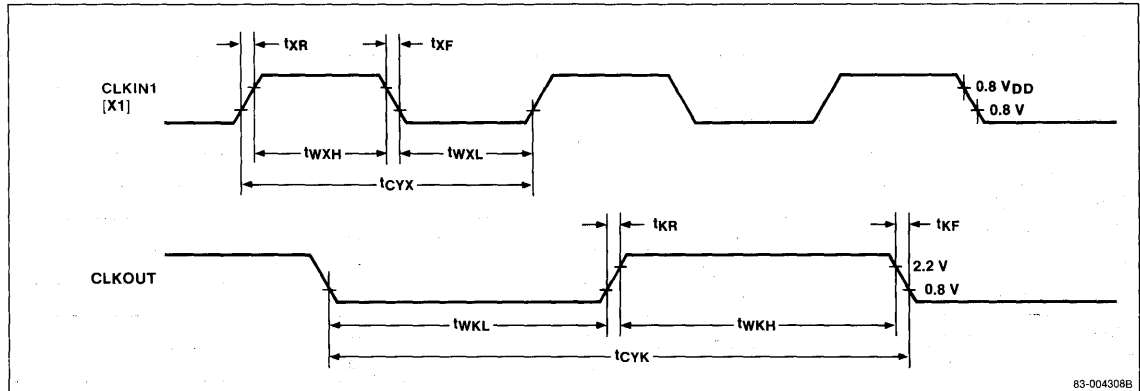 tXR
tXF
CLKIN1
[X1]
0.8 VDD
0.8 V
tWXH
tWXL
tCYX
tKR
tKF
CLKOUT
2.2 V
0.8 V
tWKL
tWKH
tCYK
83-004308B